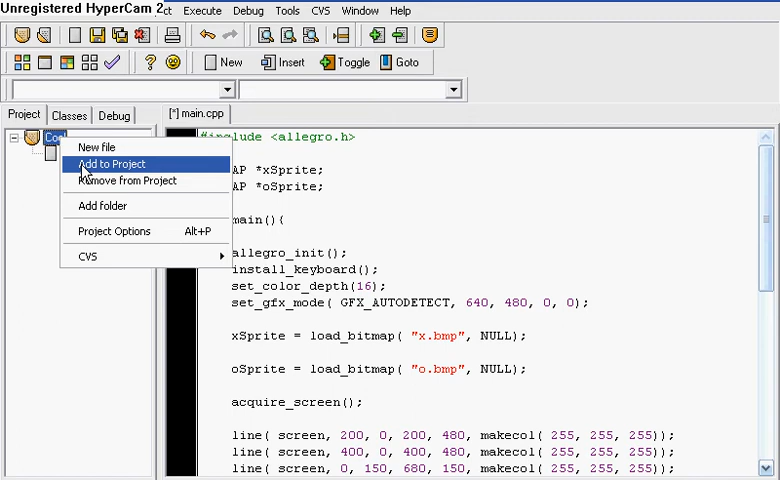 Unregistered HyperCam 2
ct Execute Debug Tools CVS Window Help
New Insert Toggle Goto
Project Classes Debug
[*] main.cpp
New file
Add to Project
Remove from Project
Add folder
Project Options Alt+P
CVS
#include <allegro.h>
AP *xSprite;
AP *oSprite;
main(){
allegro_init();
install_keyboard();
set_color_depth(16);
set_gfx_mode( GFX_AUTODETECT, 640, 480, 0, 0);
xSprite = load_bitmap( "x.bmp", NULL);
oSprite = load_bitmap( "o.bmp", NULL);
acquire_screen();
line( screen, 200, 0, 200, 480, makecol( 255, 255, 255));
line( screen, 400, 0, 400, 480, makecol( 255, 255, 255));
line( screen, 0, 150, 680, 150, makecol( 255, 255, 255));